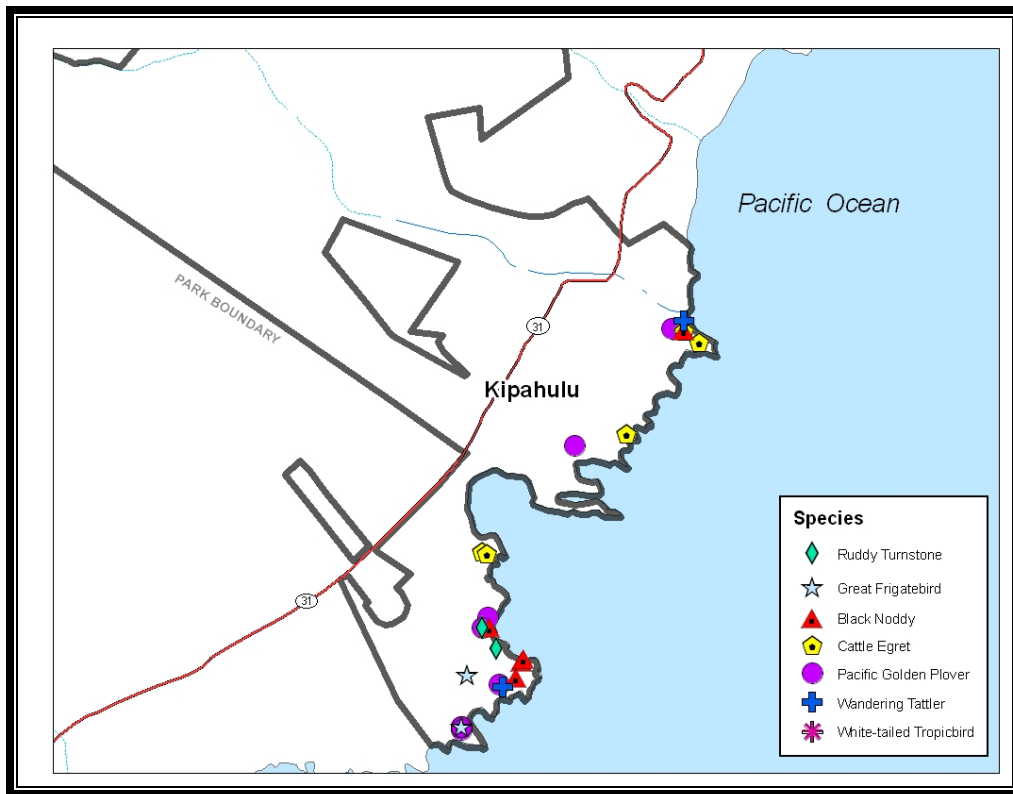 Pacific Ocean
PARK BOUNDARY
31
Kipahulu
31
Species
Ruddy Turnstone
Great Frigatebird
Black Noddy
Cattle Egret
Pacific Golden Plover
Wandering Tattler
White-tailed Tropicbird